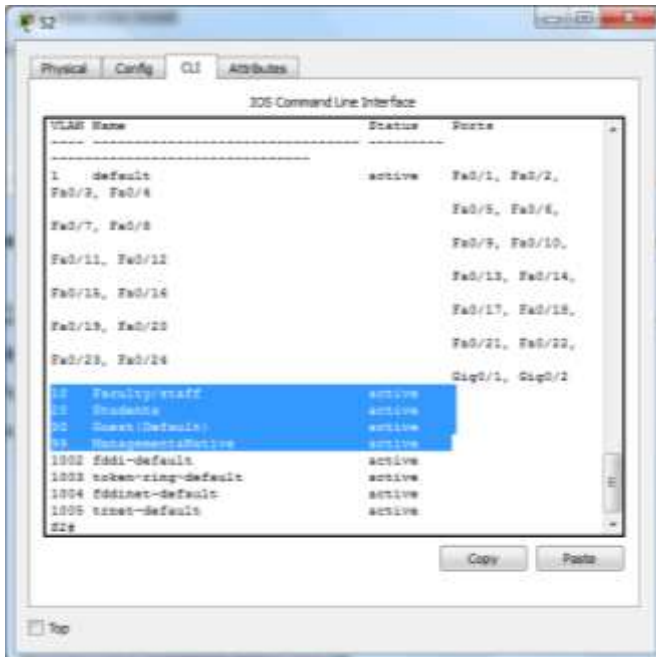 S2
Physical Config CLI Attributes
IOS Command Line Interface
VLAN Name Status Ports
---- -------------------------------- ---------
-------------------------------
1 default active Fa0/1, Fa0/2,
Fa0/3, Fa0/4
Fa0/5, Fa0/6,
Fa0/7, Fa0/8
Fa0/9, Fa0/10,
Fa0/11, Fa0/12
Fa0/13, Fa0/14,
Fa0/15, Fa0/16
Fa0/17, Fa0/18,
Fa0/19, Fa0/20
Fa0/21, Fa0/22,
Fa0/23, Fa0/24
Gig0/1, Gig0/2
10 Faculty/staff active
20 Students active
30 Guest(Default) active
99 Management&Native active
1002 fddi-default active
1003 token-ring-default active
1004 fddinet-default active
1005 trnet-default active
S2#
Copy Paste
Top